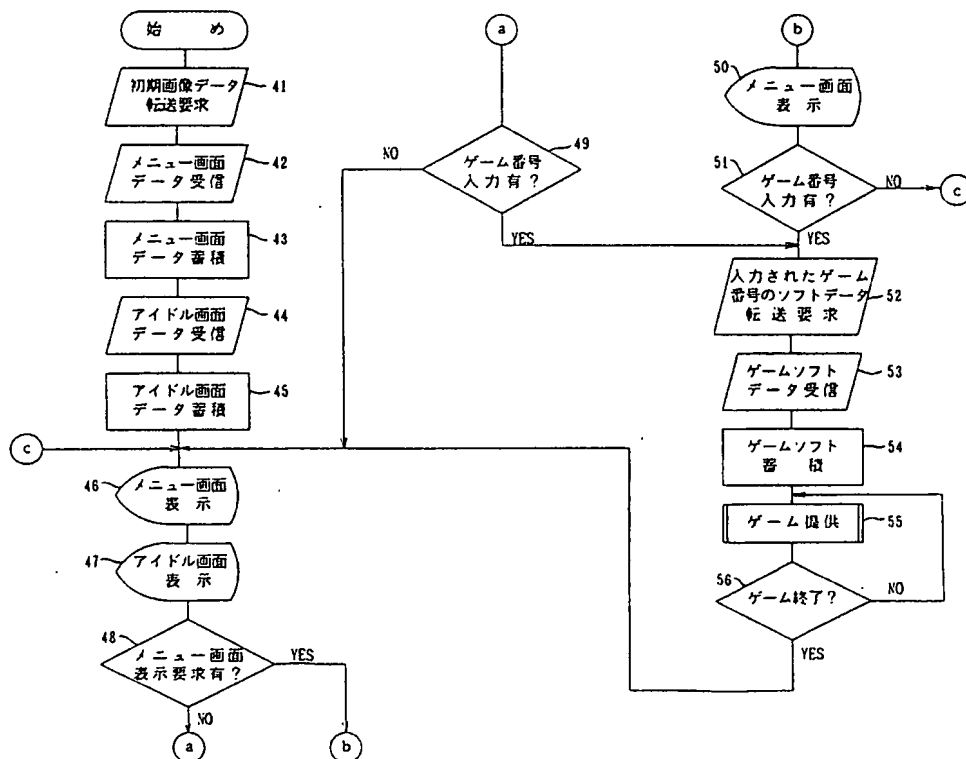 始 め
初期画像データ
転送要求
41
メニュー画面
データ受信
42
メニュー画面
データ蓄積
43
アイドル画面
データ受信
44
アイドル画面
データ蓄積
45
c
46
メニュー画面
表示
47
アイドル画面
表示
48
メニュー画面
表示要求有?
YES
NO
a
b
a
49
ゲーム番号
入力有?
NO
YES
b
50
メニュー画面
表示
51
ゲーム番号
入力有?
NO
c
YES
入力されたゲーム
番号のソフトデータ
転送要求
52
ゲームソフト
データ受信
53
ゲームソフト
蓄積
54
ゲーム提供
55
56
ゲーム終了?
NO
YES